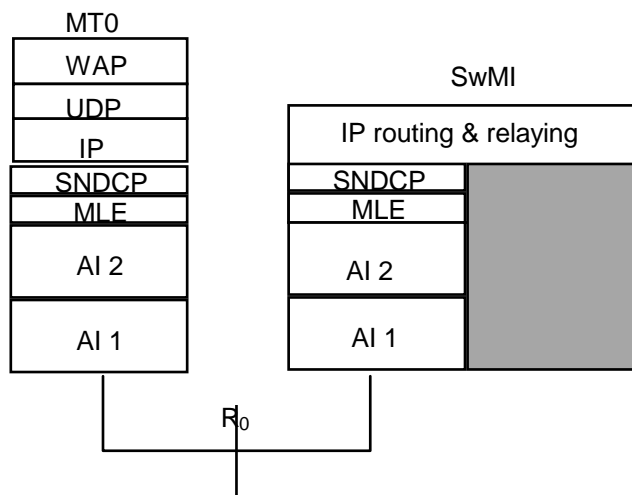 MT0
WAP
UDP
IP
SNDCP
MLE
AI 2
AI 1
SwMI
IP routing & relaying
SNDCP
MLE
AI 2
AI 1
R₀